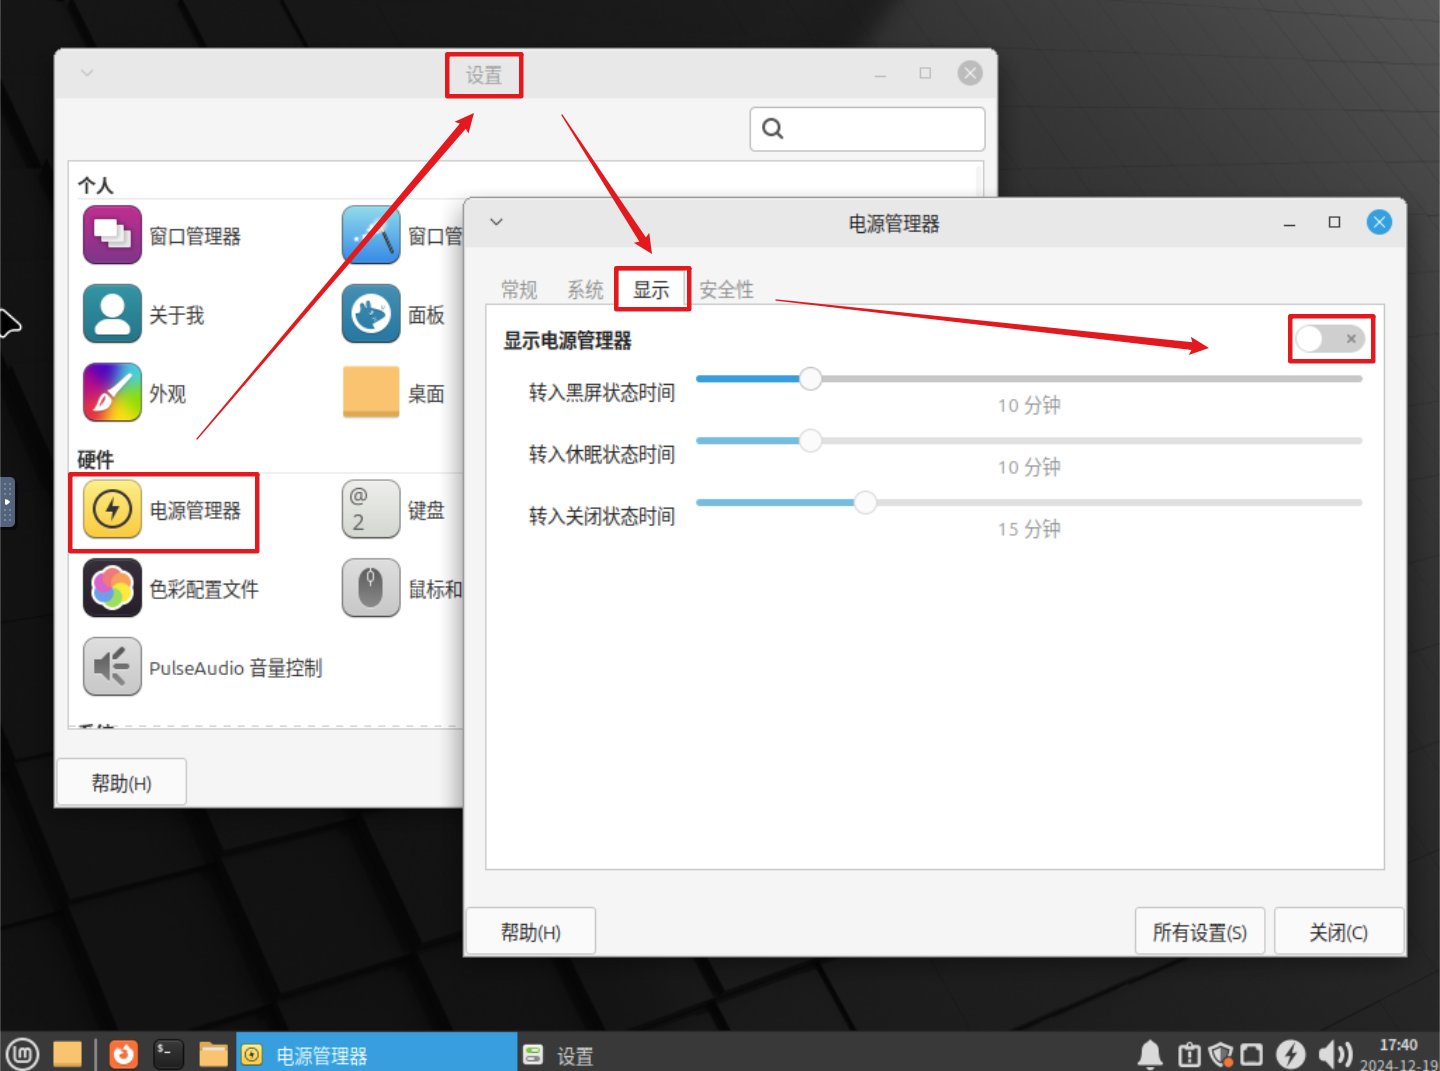 设置
个人
窗口管理器
窗口管
关于我
面板
外观
桌面
硬件
电源管理器
@
2
键盘
色彩配置文件
鼠标和
PulseAudio 音量控制
帮助(H)
电源管理器
常规
系统
显示
安全性
显示电源管理器
转入黑屏状态时间
10 分钟
转入休眠状态时间
10 分钟
转入关闭状态时间
15 分钟
帮助(H)
所有设置(S)
关闭(C)
$_
电源管理器
设置
17:40
2024-12-19